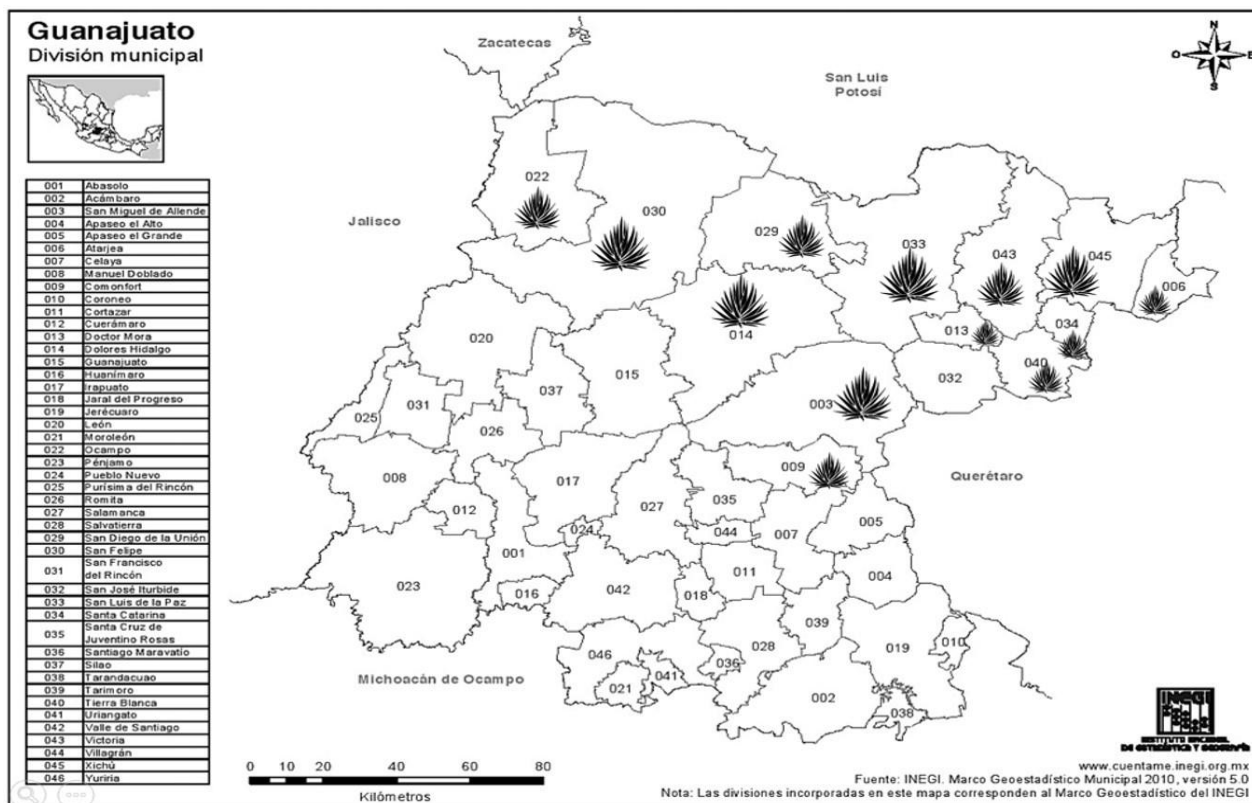 Guanajuato
División municipal
001 Abasolo
002 Acámbaro
003 San Miguel de Allende
004 Apaseo el Alto
005 Apaseo el Grande
006 Atarjea
007 Celaya
008 Manuel Doblado
009 Comonfort
010 Coroneo
011 Cortazar
012 Cuerámaro
013 Doctor Mora
014 Dolores Hidalgo
015 Guanajuato
016 Huanímaro
017 Irapuato
018 Jaral del Progreso
019 Jerécuaro
020 León
021 Moroleón
022 Ocampo
023 Pénjamo
024 Pueblo Nuevo
025 Purísima del Rincón
026 Romita
027 Salamanca
028 Salvatierra
029 San Diego de la Unión
030 San Felipe
031 San Francisco
del Rincón
032 San José Iturbide
033 San Luis de la Paz
034 Santa Catarina
035 Santa Cruz de
Juventino Rosas
036 Santiago Maravatío
037 Silao
038 Tarandacuao
039 Tarimoro
040 Tierra Blanca
041 Uriangato
042 Valle de Santiago
043 Victoria
044 Villagrán
045 Xichú
046 Yuriria
Zacatecas
San Luis
Potosí
Jalisco
Querétaro
Michoacán de Ocampo
N
O E
S
022
030
029
033
043
045
006
013
034
014
040
020
015
037
032
031
003
025
026
009
008
017
035
027
005
012
024
044
007
001
011
004
023
016
042
018
039
028
019
010
046
036
041
021
002
038
0 10 20 40 60 80
Kilómetros
INEGI
INSTITUTO NACIONAL
DE ESTADÍSTICA Y GEOGRAFÍA
www.cuentame.inegi.org.mx
Fuente: INEGI. Marco Geoestadístico Municipal 2010, versión 5.0
Nota: Las divisiones incorporadas en este mapa corresponden al Marco Geoestadístico del INEGI